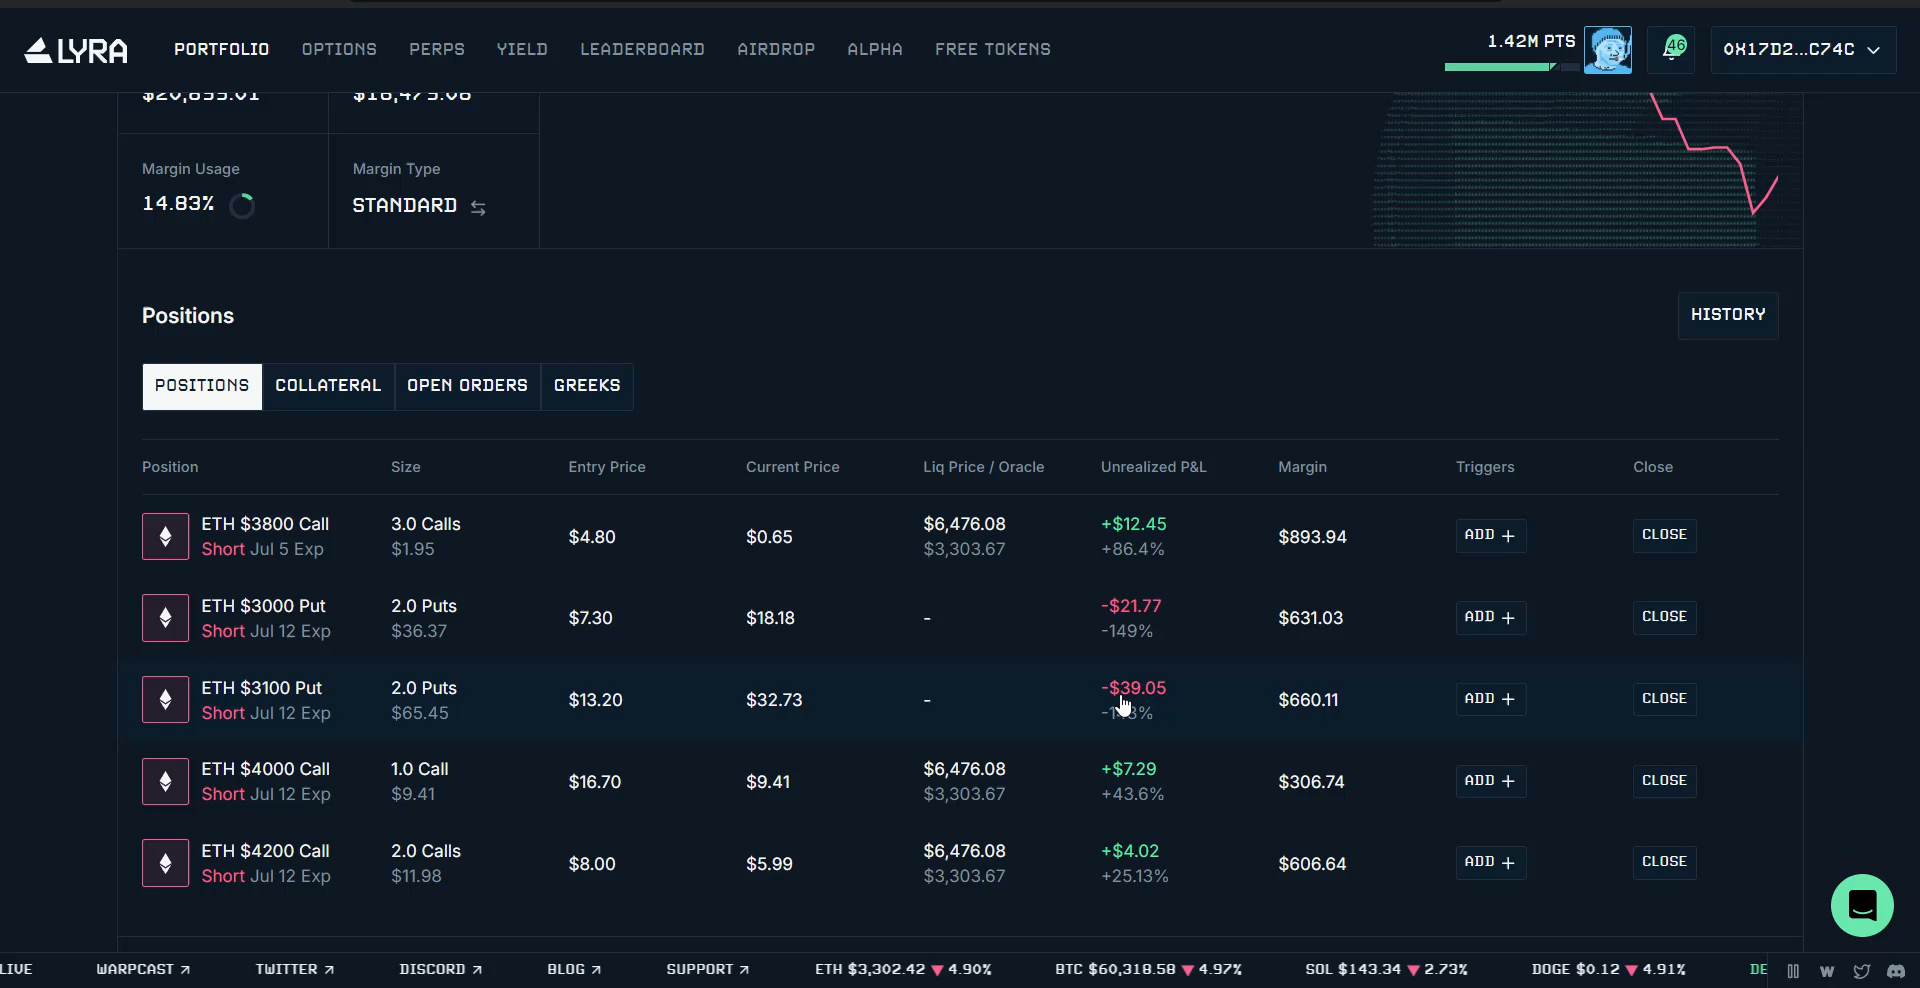 LYRA
PORTFOLIO OPTIONS PERPS YIELD LEADERBOARD AIRDROP ALPHA FREE TOKENS
1.42M PTS
46
0X17D2...C74C
$20,899.01 $16,479.06
Margin Usage Margin Type
14.83% STANDARD
Positions
HISTORY
POSITIONS COLLATERAL OPEN ORDERS GREEKS
Position Size Entry Price Current Price Liq Price / Oracle Unrealized P&L Margin Triggers Close
ETH $3800 Call 3.0 Calls $4.80 $0.65 $6,476.08 +$12.45 $893.94 ADD + CLOSE
Short Jul 5 Exp $1.95 $3,303.67 +86.4%
ETH $3000 Put 2.0 Puts $7.30 $18.18 - -$21.77 $631.03 ADD + CLOSE
Short Jul 12 Exp $36.37 -149%
ETH $3100 Put 2.0 Puts $13.20 $32.73 - -$39.05 $660.11 ADD + CLOSE
Short Jul 12 Exp $65.45
ETH $4000 Call 1.0 Call $16.70 $9.41 $6,476.08 +$7.29 $306.74 ADD + CLOSE
Short Jul 12 Exp $9.41 $3,303.67 +43.6%
ETH $4200 Call 2.0 Calls $8.00 $5.99 $6,476.08 +$4.02 $606.64 ADD + CLOSE
Short Jul 12 Exp $11.98 $3,303.67 +25.13%
LIVE WARPCAST TWITTER DISCORD BLOG SUPPORT ETH $3,302.42 ▼ 4.90% BTC $60,318.58 ▼ 4.97% SOL $143.34 ▼ 2.73% DOGE $0.12 ▼ 4.91% DE